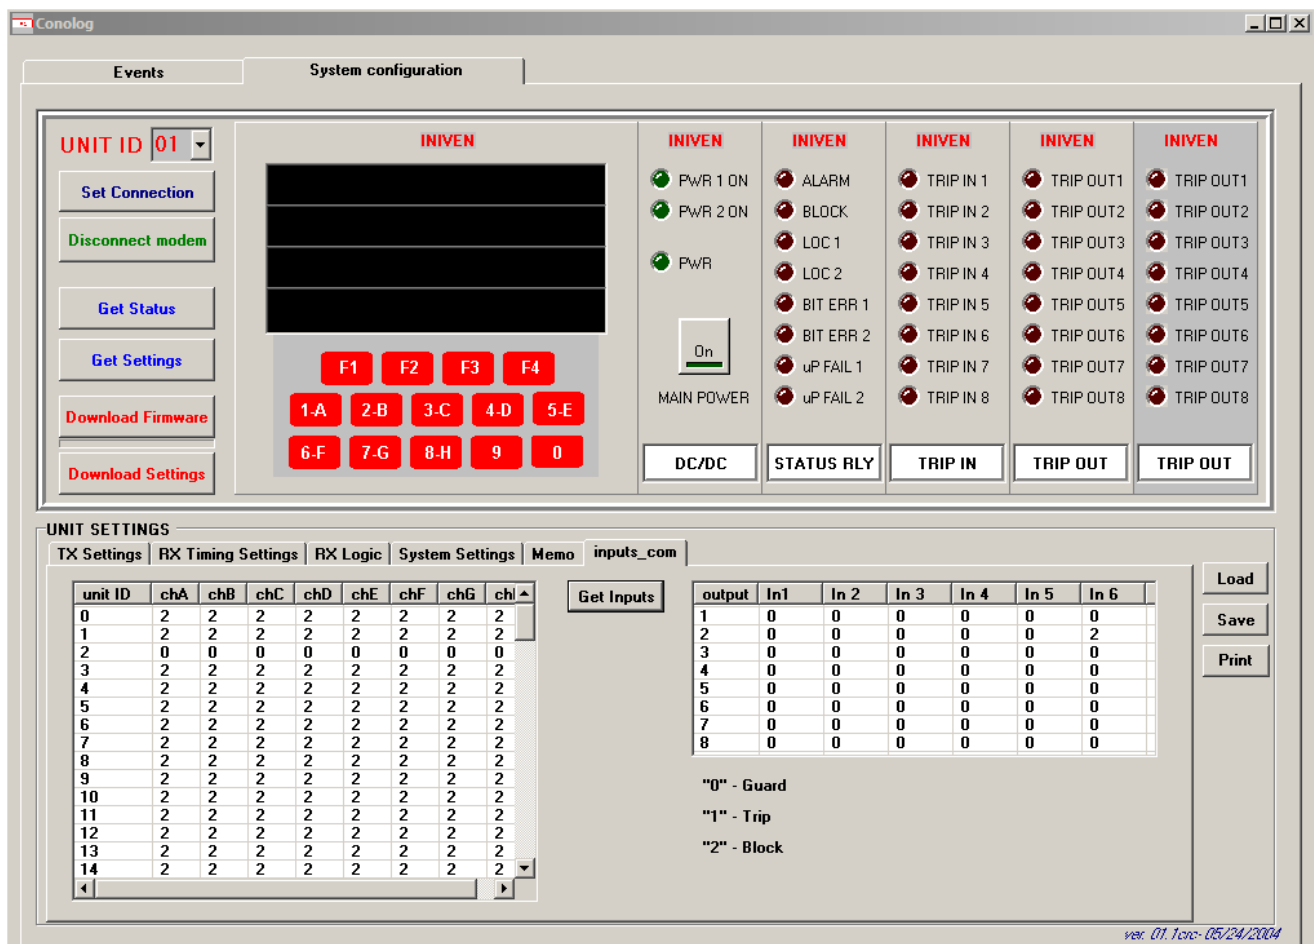 Conolog
Events
System configuration
UNIT ID 01
Set Connection
Disconnect modem
Get Status
Get Settings
Download Firmware
Download Settings
INIVEN
F1 F2 F3 F4
1-A 2-B 3-C 4-D 5-E
6-F 7-G 8-H 9 0
INIVEN
PWR 1 ON
PWR 2 ON
PWR
On
MAIN POWER
DC/DC
INIVEN
ALARM
BLOCK
LOC 1
LOC 2
BIT ERR 1
BIT ERR 2
uP FAIL 1
uP FAIL 2
STATUS RLY
INIVEN
TRIP IN 1
TRIP IN 2
TRIP IN 3
TRIP IN 4
TRIP IN 5
TRIP IN 6
TRIP IN 7
TRIP IN 8
TRIP IN
INIVEN
TRIP OUT1
TRIP OUT2
TRIP OUT3
TRIP OUT4
TRIP OUT5
TRIP OUT6
TRIP OUT7
TRIP OUT8
TRIP OUT
INIVEN
TRIP OUT1
TRIP OUT2
TRIP OUT3
TRIP OUT4
TRIP OUT5
TRIP OUT6
TRIP OUT7
TRIP OUT8
TRIP OUT
UNIT SETTINGS
TX Settings RX Timing Settings RX Logic System Settings Memo inputs_com
unit ID chA chB chC chD chE chF chG
0 2 2 2 2 2 2 2 2
1 2 2 2 2 2 2 2 2
2 0 0 0 0 0 0 0 0
3 2 2 2 2 2 2 2 2
4 2 2 2 2 2 2 2 2
5 2 2 2 2 2 2 2 2
6 2 2 2 2 2 2 2 2
7 2 2 2 2 2 2 2 2
8 2 2 2 2 2 2 2 2
9 2 2 2 2 2 2 2 2
10 2 2 2 2 2 2 2 2
11 2 2 2 2 2 2 2 2
12 2 2 2 2 2 2 2 2
13 2 2 2 2 2 2 2 2
14 2 2 2 2 2 2 2 2
Get Inputs
output In1 In 2 In 3 In 4 In 5 In 6
1 0 0 0 0 0 0
2 0 0 0 0 0 2
3 0 0 0 0 0 0
4 0 0 0 0 0 0
5 0 0 0 0 0 0
6 0 0 0 0 0 0
7 0 0 0 0 0 0
8 0 0 0 0 0 0
"0" - Guard
"1" - Trip
"2" - Block
Load
Save
Print
ver. 01.1crc- 05/24/2004